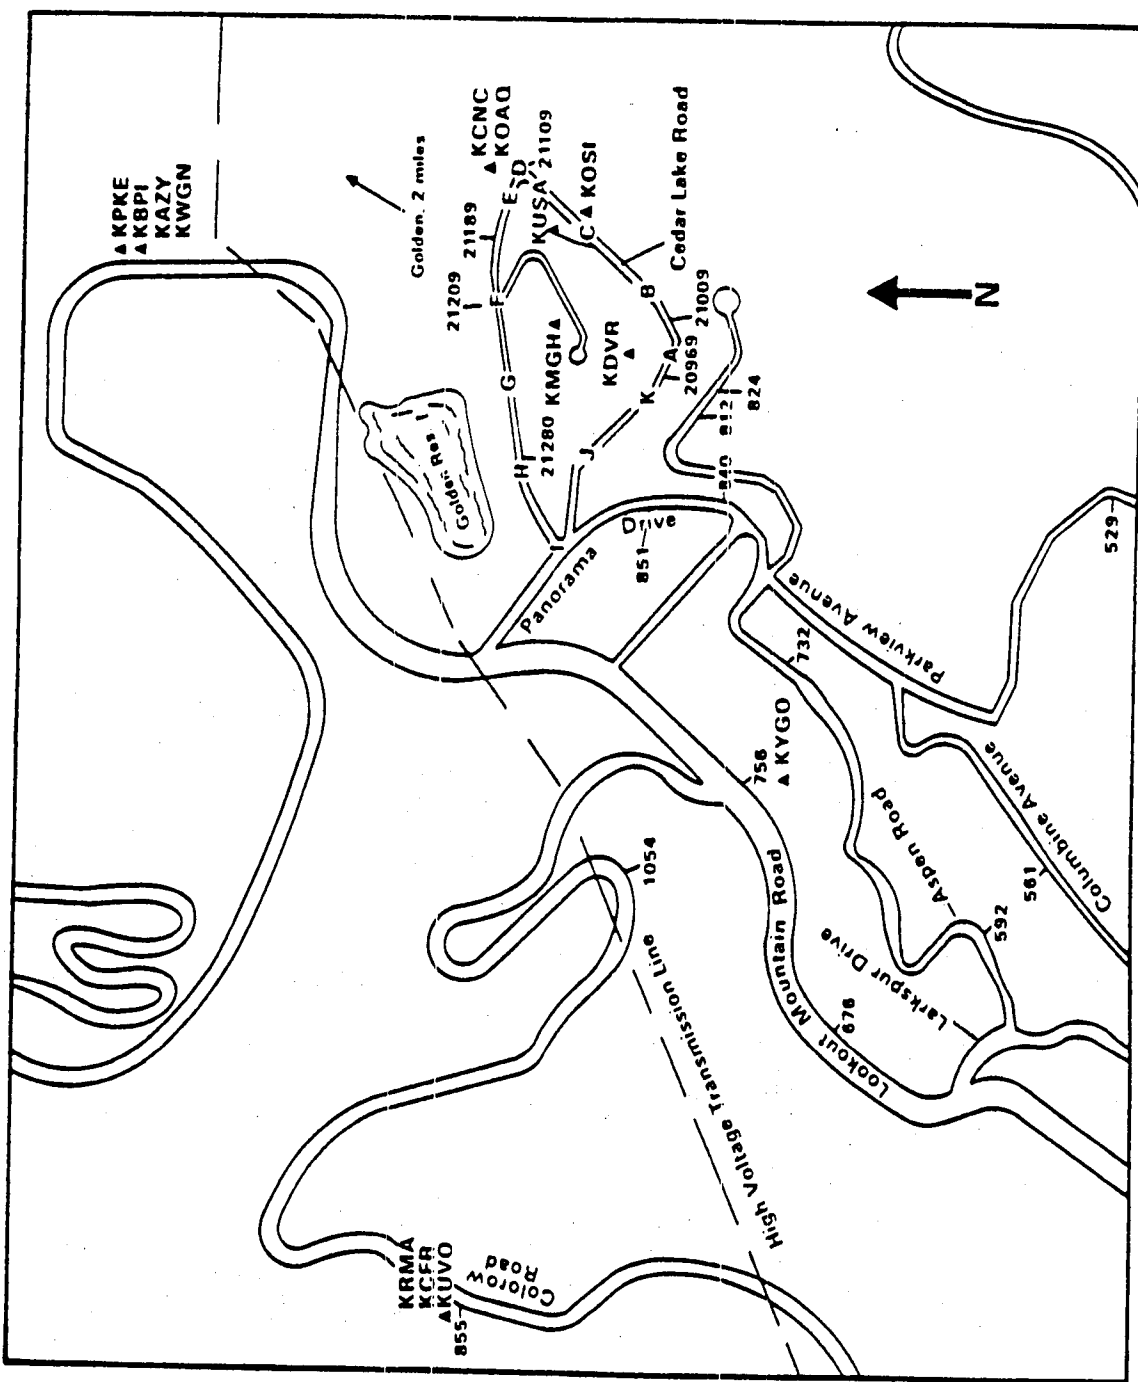 KPKE
KBPI
KAZY
KWGN
Golden, 2 miles
KCNC
KOAQ
21109
D
E
KUSA
KOSI
C
21189
21209
F
Cedar Lake Road
B
21009
A
20969
K
KMGH
KDVR
G
H
21280
J
I
Golden Res.
824
812
840
Panorama
Drive
851
N
529
Parkview Avenue
732
KYGO
756
Aspen Road
Columbine Avenue
561
592
Larkspur Drive
678
Lookout Mountain Road
1054
High Voltage Transmission Line
KRMA
KCFR
KUVO
855
Colorow
Road